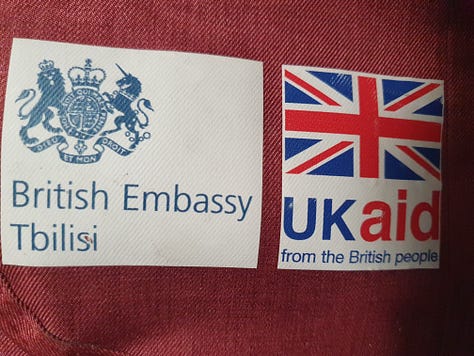 DIEU
ET MON
DROIT
British Embassy
Tbilisi
UKaid
from the British people